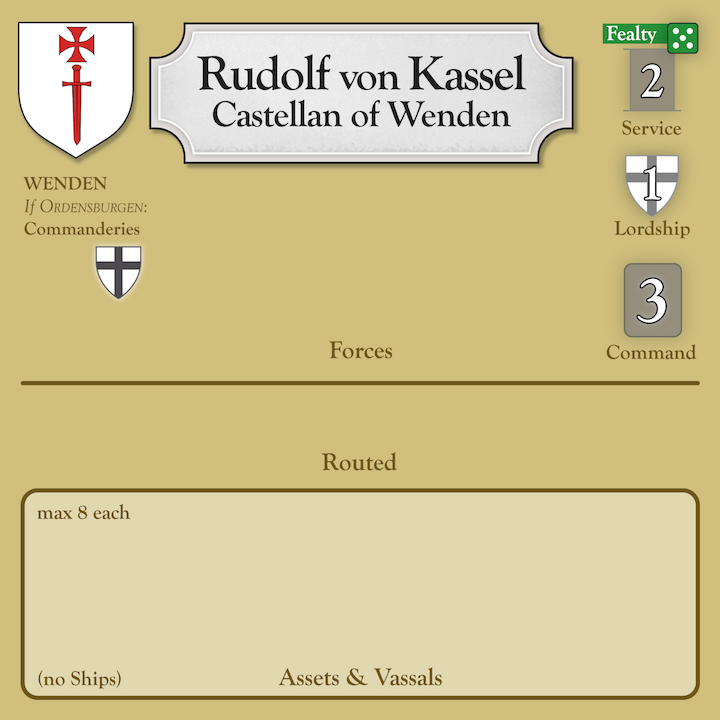 Rudolf von Kassel
Castellan of Wenden
Fealty
2
Service
WENDEN
If ORDENSBURGEN:
Commanderies
1
Lordship
3
Command
Forces
Routed
max 8 each
(no Ships)
Assets & Vassals